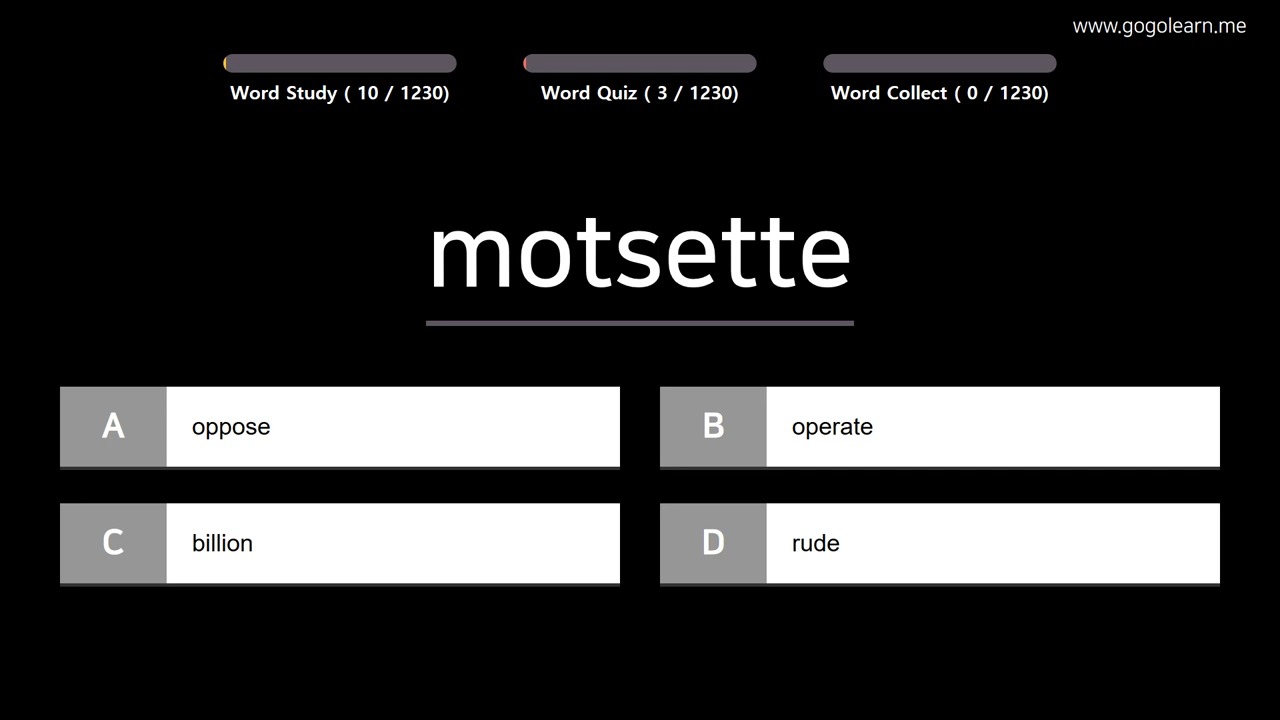 www.gogolearn.me
Word Study ( 10 / 1230)
Word Quiz ( 3 / 1230)
Word Collect ( 0 / 1230)
motsette
A oppose
B operate
C billion
D rude